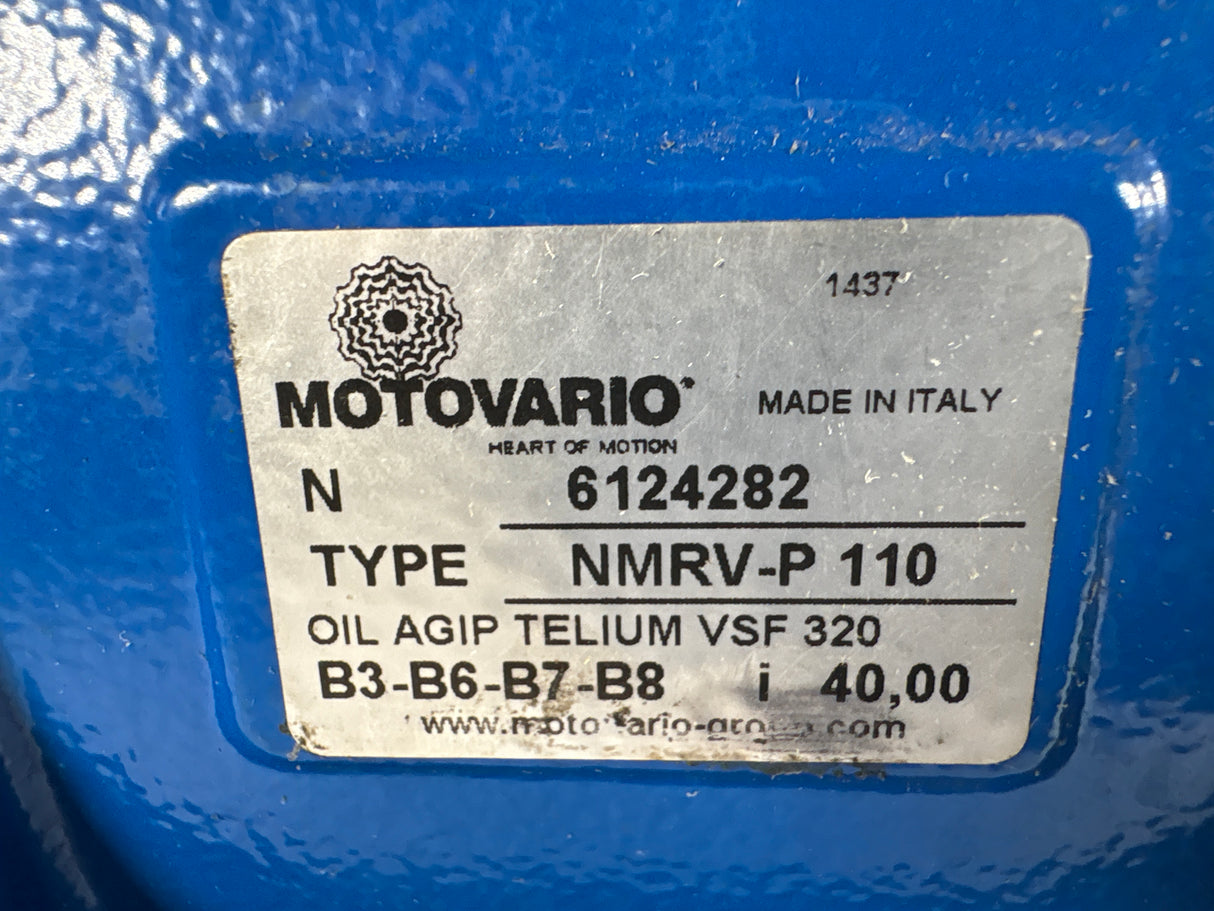 1437
MOTOVARIO
MADE IN ITALY
HEART OF MOTION
N 6124282
TYPE NMRV-P 110
OIL AGIP TELIUM VSF 320
B3-B6-B7-B8 i 40,00